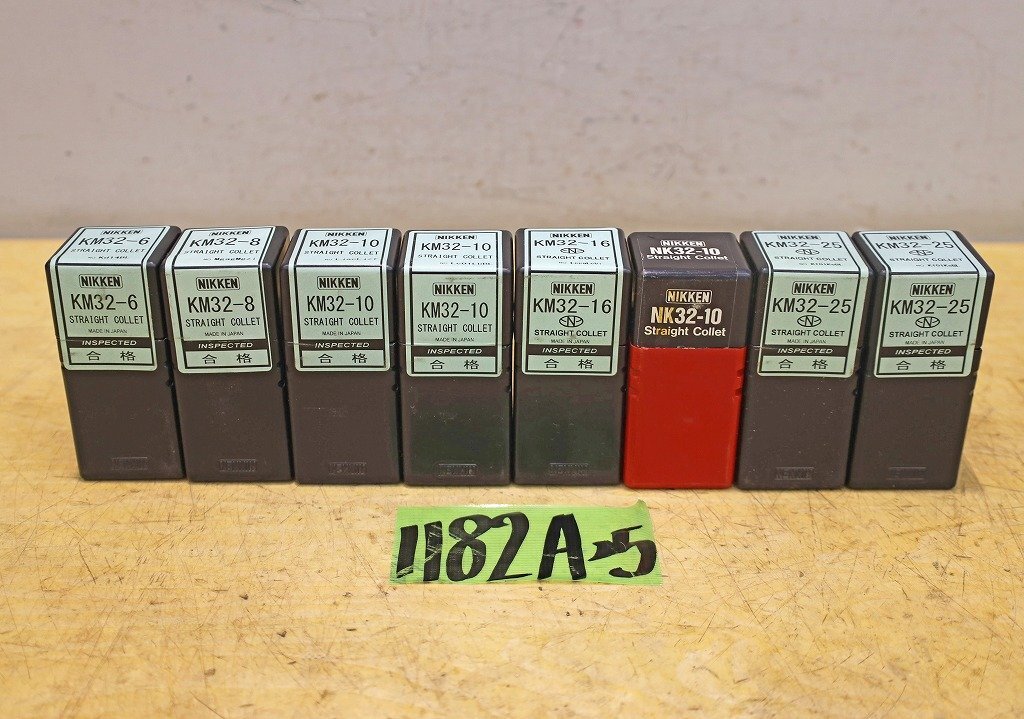 NIKKEN
KM32-6
STRAIGHT COLLET
NIKKEN
KM32-6
STRAIGHT COLLET
MADE IN JAPAN
INSPECTED
合格
NIKKEN
KM32-8
NIKKEN
KM32-8
STRAIGHT COLLET
MADE IN JAPAN
INSPECTED
合格
NIKKEN
KM32-10
STRAIGHT COLLET
NIKKEN
KM32-10
STRAIGHT COLLET
MADE IN JAPAN
INSPECTED
合格
NIKKEN
KM32-10
STRAIGHT COLLET
NIKKEN
KM32-10
STRAIGHT COLLET
INSPECTED
合格
NIKKEN
KM32-16
N
NIKKEN
KM32-16
N
STRAIGHT COLLET
MADE IN JAPAN
INSPECTED
合格
NIKKEN
NK32-10
Straight Collet
NIKKEN
NK32-10
Straight Collet
NIKKEN
KM32-25
N
NIKKEN
KM32-25
N
STRAIGHT COLLET
MADE IN JAPAN
INSPECTED
合格
NIKKEN
KM32-25
N
NIKKEN
KM32-25
N
STRAIGHT COLLET
MADE IN JAPAN
INSPECTED
合格
1182A-5